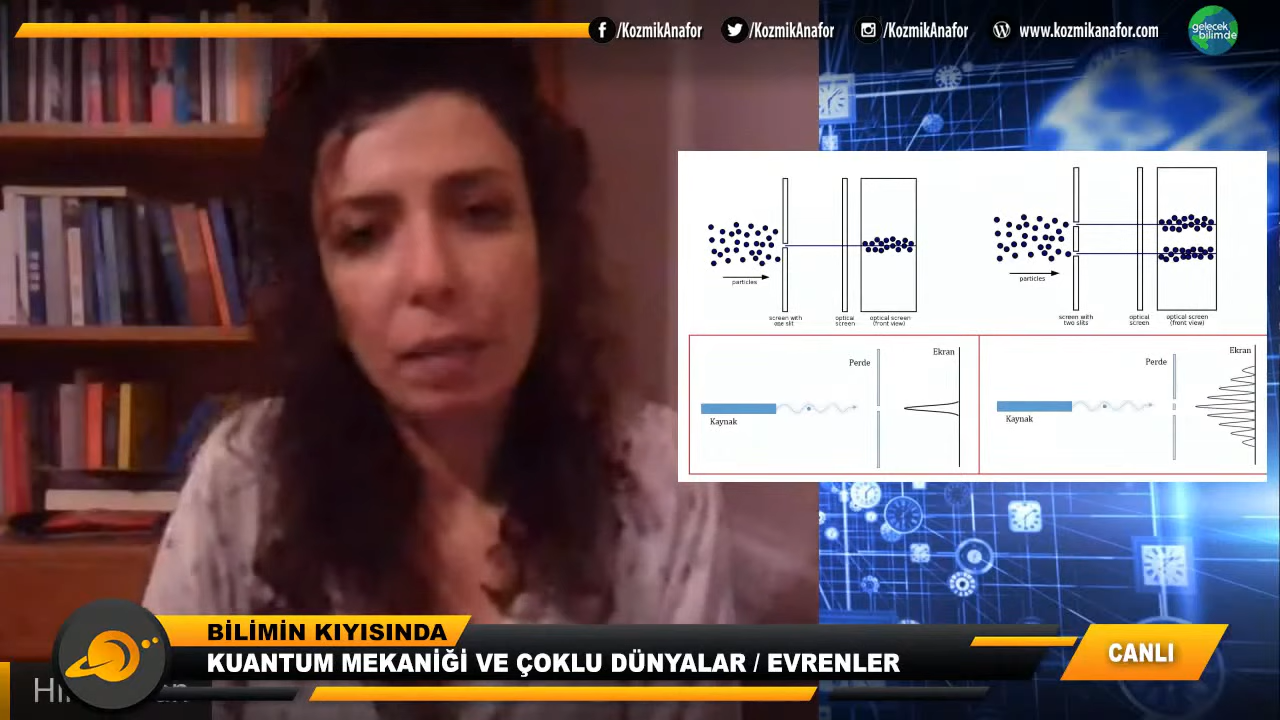 /KozmikAnafor
/KozmikAnafor
/KozmikAnafor
www.kozmikanafor.com
gelecek
bilimde
particles
screen with
one slit
optical
screen
optical screen
(front view)
particles
screen with
two slits
optical
screen
optical screen
(front view)
Perde
Ekran
Kaynak
Perde
Ekran
Kaynak
BİLİMİN KIYISINDA
KUANTUM MEKANİĞİ VE ÇOKLU DÜNYALAR / EVRENLER
CANLI